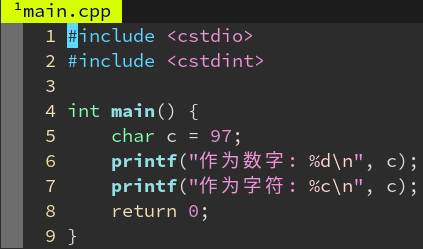 ¹main.cpp
1 #include <cstdio>
2 #include <cstdint>
3
4 int main() {
5     char c = 97;
6     printf("作为数字: %d\n", c);
7     printf("作为字符: %c\n", c);
8     return 0;
9 }